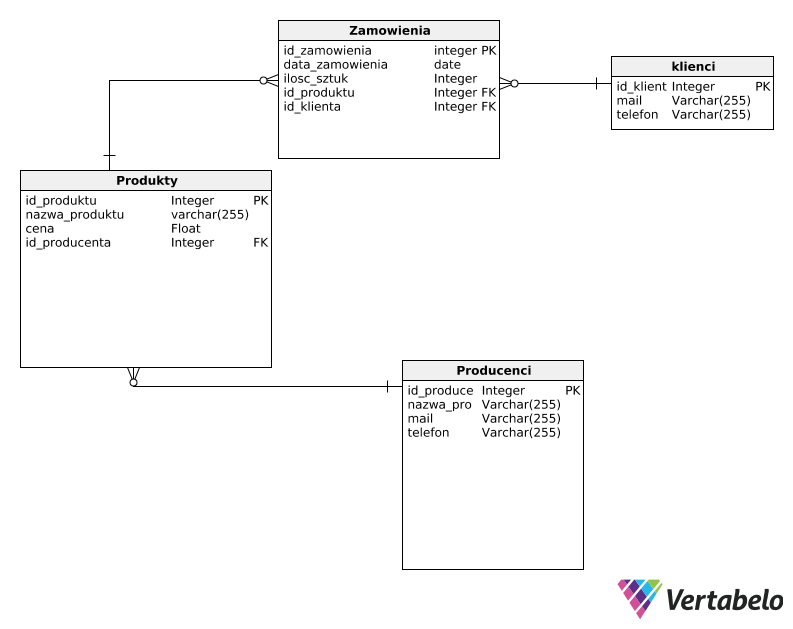 Zamowienia
id_zamowienia integer PK
data_zamowienia date
ilosc_sztuk Integer
id_produktu Integer FK
id_klienta Integer FK
klienci
id_klient Integer PK
mail Varchar(255)
telefon Varchar(255)
Produkty
id_produktu Integer PK
nazwa_produktu varchar(255)
cena Float
id_producenta Integer FK
Producenci
id_produce Integer PK
nazwa_pro Varchar(255)
mail Varchar(255)
telefon Varchar(255)
Vertabelo